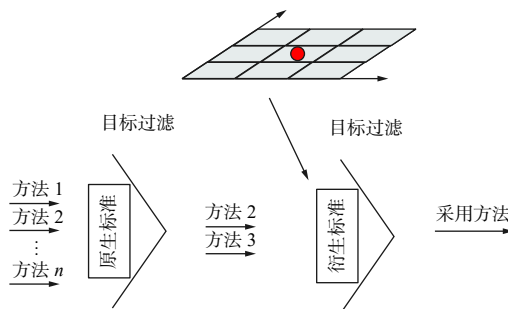 目标过滤
目标过滤
方法 1
方法 2
⋮
方法 n
原生标准
方法 2
方法 3
衍生标准
采用方法